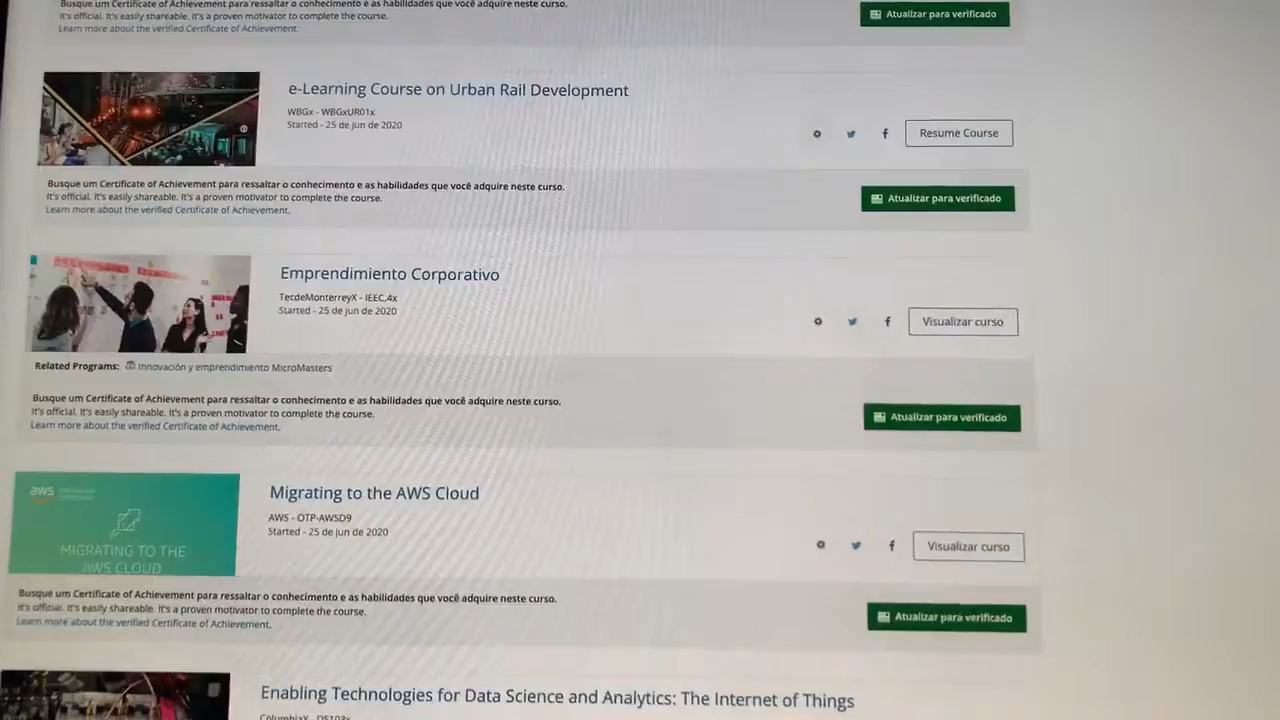 Busque um Certificate of Achievement para ressaltar o conhecimento e as habilidades que você adquire neste curso.
It's official. It's easily shareable. It's a proven motivator to complete the course.
Learn more about the verified Certificate of Achievement.
Atualizar para verificado
e-Learning Course on Urban Rail Development
WBGx - WBGxUR01x
Started - 25 de jun de 2020
Resume Course
Busque um Certificate of Achievement para ressaltar o conhecimento e as habilidades que você adquire neste curso.
It's official. It's easily shareable. It's a proven motivator to complete the course.
Learn more about the verified Certificate of Achievement.
Atualizar para verificado
Emprendimiento Corporativo
TecdeMonterreyX - IEEC.4x
Started - 25 de jun de 2020
Visualizar curso
Related Programs: Innovación y emprendimiento MicroMasters
Busque um Certificate of Achievement para ressaltar o conhecimento e as habilidades que você adquire neste curso.
It's official. It's easily shareable. It's a proven motivator to complete the course.
Learn more about the verified Certificate of Achievement.
Atualizar para verificado
aws
MIGRATING TO THE
AWS CLOUD
Migrating to the AWS Cloud
AWS - OTP-AWSD9
Started - 25 de jun de 2020
Visualizar curso
Busque um Certificate of Achievement para ressaltar o conhecimento e as habilidades que você adquire neste curso.
It's official. It's easily shareable. It's a proven motivator to complete the course.
Learn more about the verified Certificate of Achievement.
Atualizar para verificado
Enabling Technologies for Data Science and Analytics: The Internet of Things
ColumbiaX - DS103x